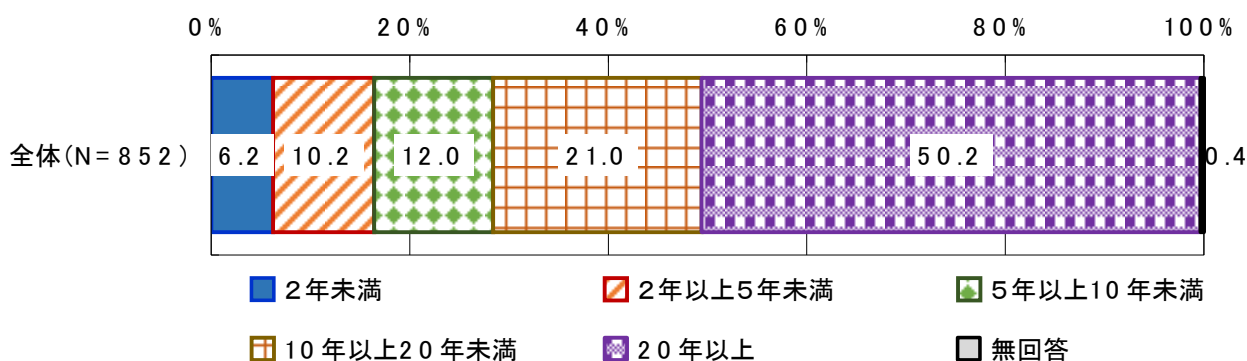 0% 20% 40% 60% 80% 100%
全体(N=852) 6.2 10.2 12.0 21.0 50.2 0.4
2年未満 2年以上5年未満 5年以上10年未満
10年以上20年未満 20年以上 無回答